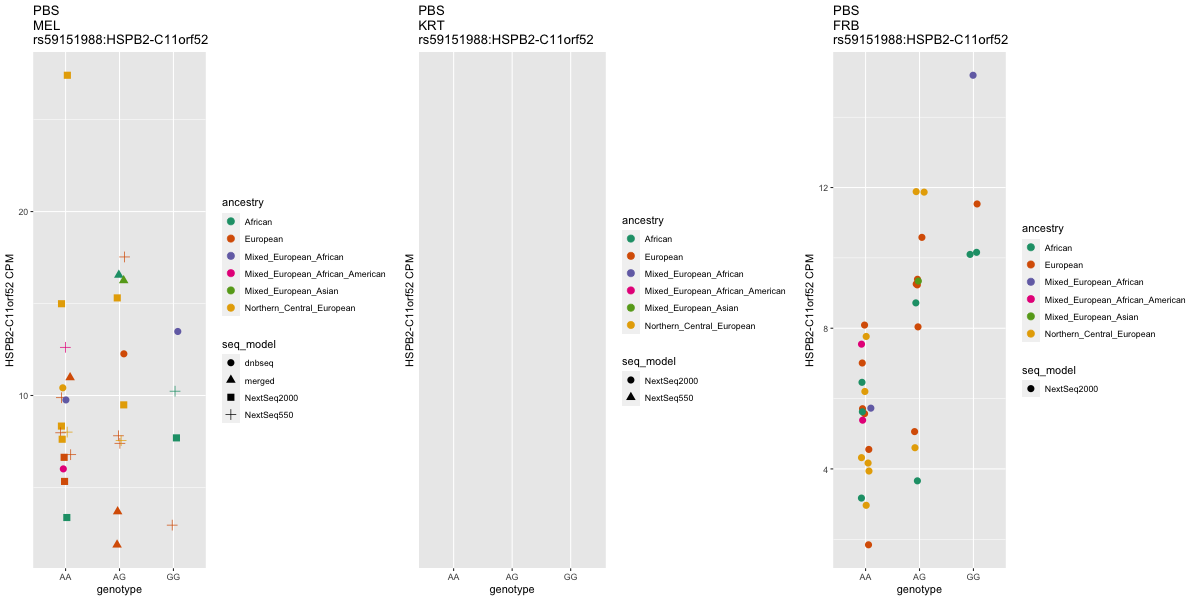 PBS
MEL
rs59151988:HSPB2-C11orf52
HSPB2-C11orf52 CPM
20
10
AA
AG
GG
genotype
ancestry
African
European
Mixed_European_African
Mixed_European_African_American
Mixed_European_Asian
Northern_Central_European
seq_model
dnbseq
merged
NextSeq2000
NextSeq550
PBS
KRT
rs59151988:HSPB2-C11orf52
HSPB2-C11orf52 CPM
AA
AG
GG
genotype
ancestry
African
European
Mixed_European_African
Mixed_European_African_American
Mixed_European_Asian
Northern_Central_European
seq_model
NextSeq2000
NextSeq550
PBS
FRB
rs59151988:HSPB2-C11orf52
HSPB2-C11orf52 CPM
12
8
4
AA
AG
GG
genotype
ancestry
African
European
Mixed_European_African
Mixed_European_African_American
Mixed_European_Asian
Northern_Central_European
seq_model
NextSeq2000